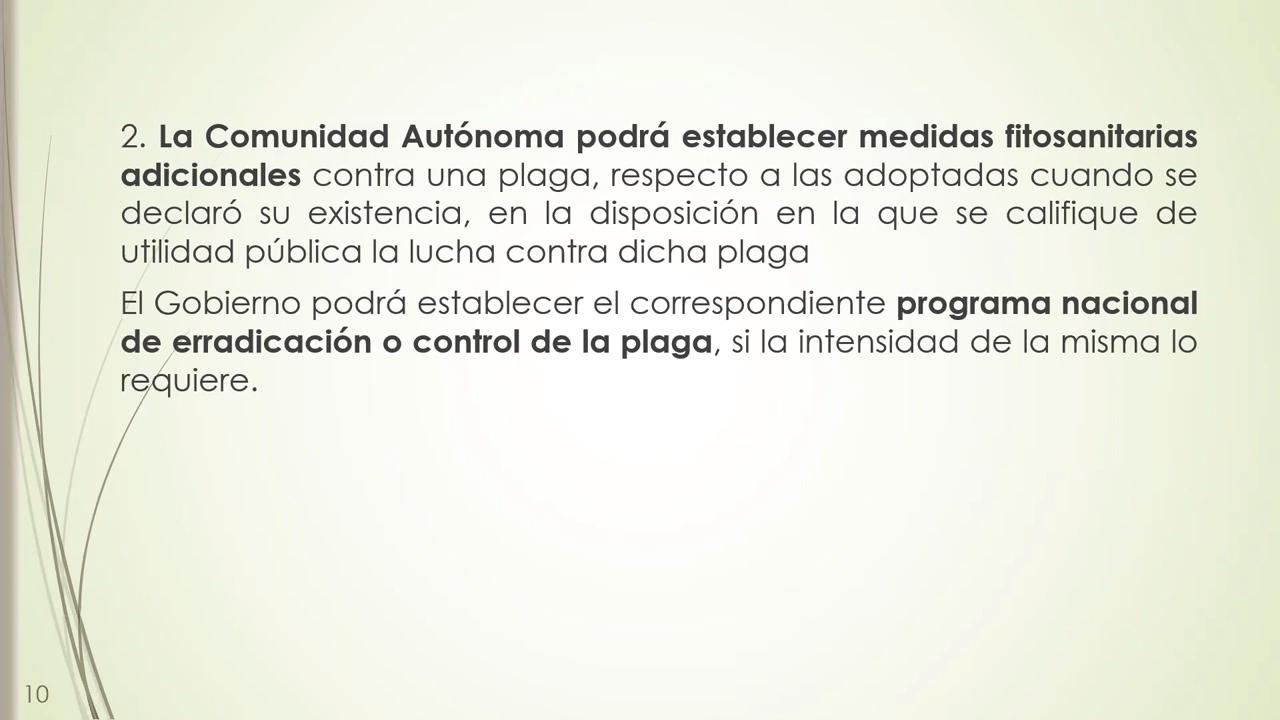 2. La Comunidad Autónoma podrá establecer medidas fitosanitarias
adicionales contra una plaga, respecto a las adoptadas cuando se
declaró su existencia, en la disposición en la que se califique de
utilidad pública la lucha contra dicha plaga
El Gobierno podrá establecer el correspondiente programa nacional
de erradicación o control de la plaga, si la intensidad de la misma lo
requiere.
10